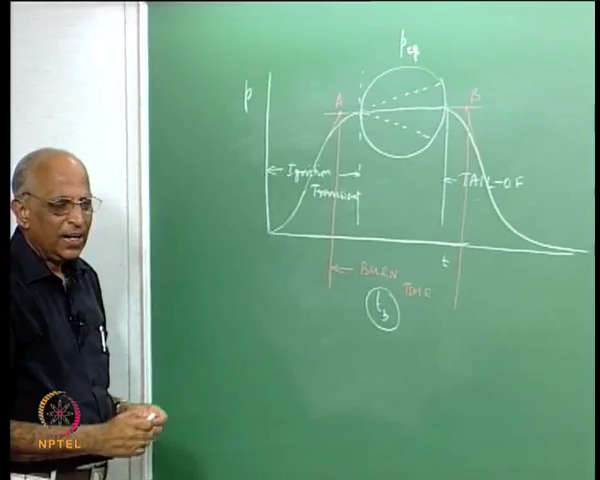 p_eq
p
A
B
Ignition
Transient
TAIL-OF
t
BURN
TIME
t_b
NPTEL